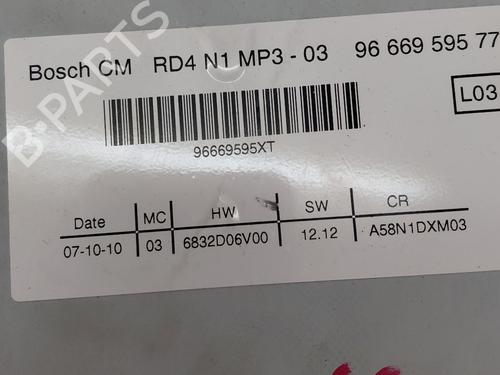 Bosch CM RD4 N1 MP3 - 03 96 669 595 77
L03
96669595XT
Date MC HW SW CR
07-10-10 03 6832D06V00 12.12 A58N1DXM03
B-PARTS